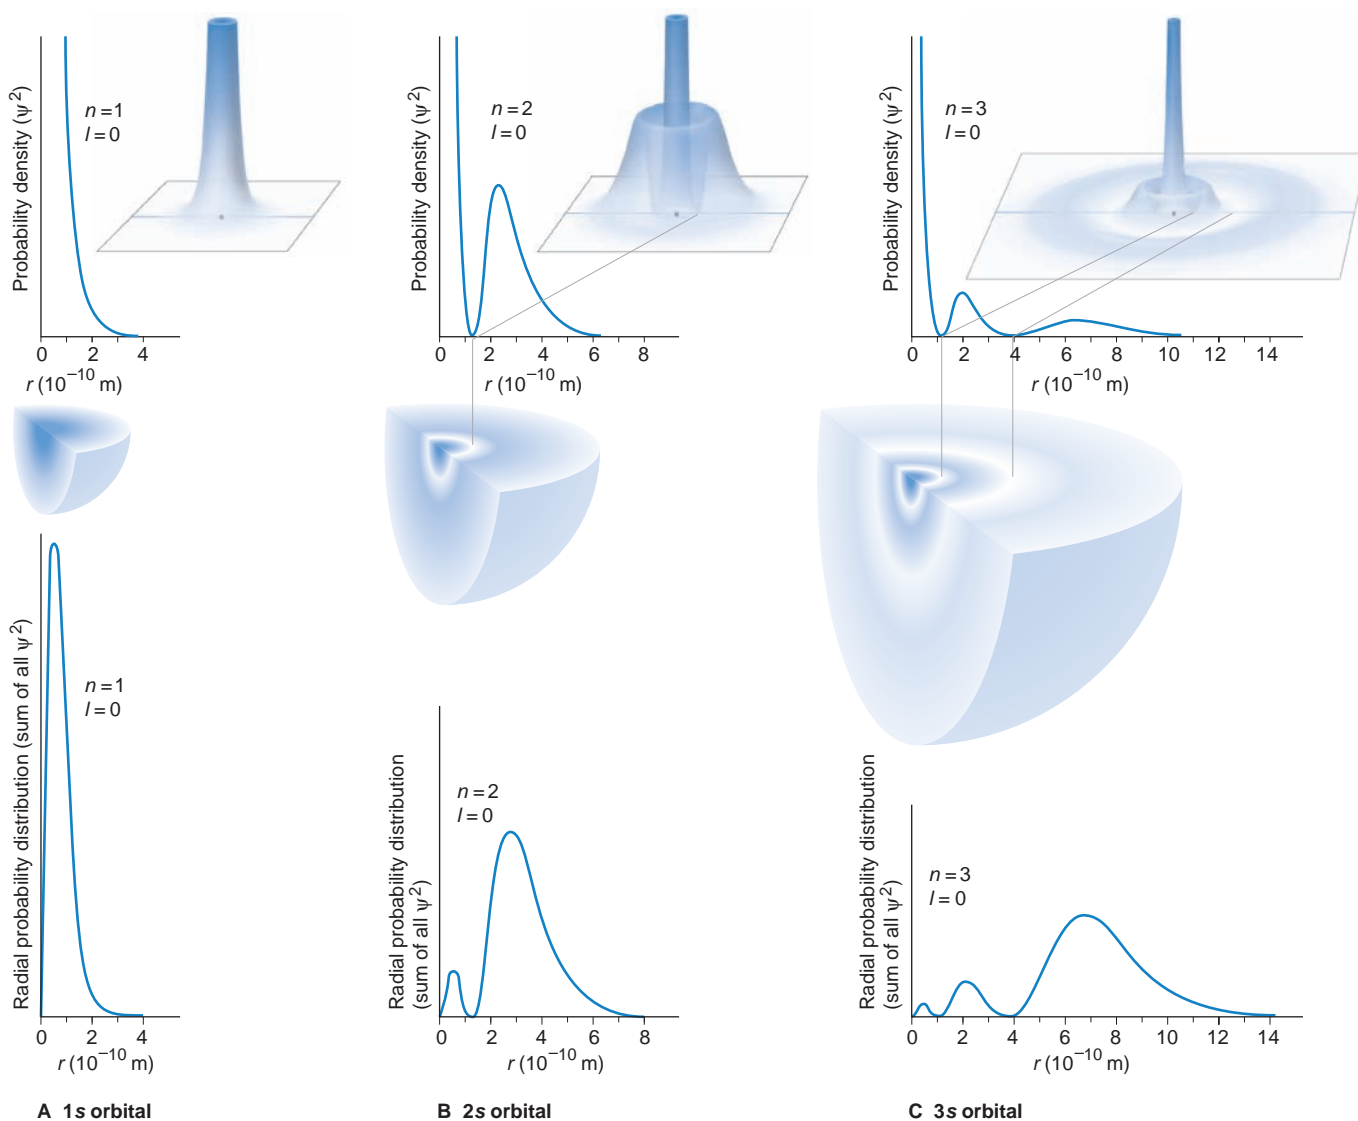 Probability density (ψ²)
n = 1
l = 0
0 2 4
r (10⁻¹⁰ m)
Probability density (ψ²)
n = 2
l = 0
0 2 4 6 8
r (10⁻¹⁰ m)
Probability density (ψ²)
n = 3
l = 0
0 2 4 6 8 10 12 14
r (10⁻¹⁰ m)
Radial probability distribution (sum of all ψ²)
n = 1
l = 0
0 2 4
r (10⁻¹⁰ m)
Radial probability distribution
(sum of all ψ²)
n = 2
l = 0
0 2 4 6 8
r (10⁻¹⁰ m)
Radial probability distribution
(sum of all ψ²)
n = 3
l = 0
0 2 4 6 8 10 12 14
r (10⁻¹⁰ m)
A 1s orbital
B 2s orbital
C 3s orbital